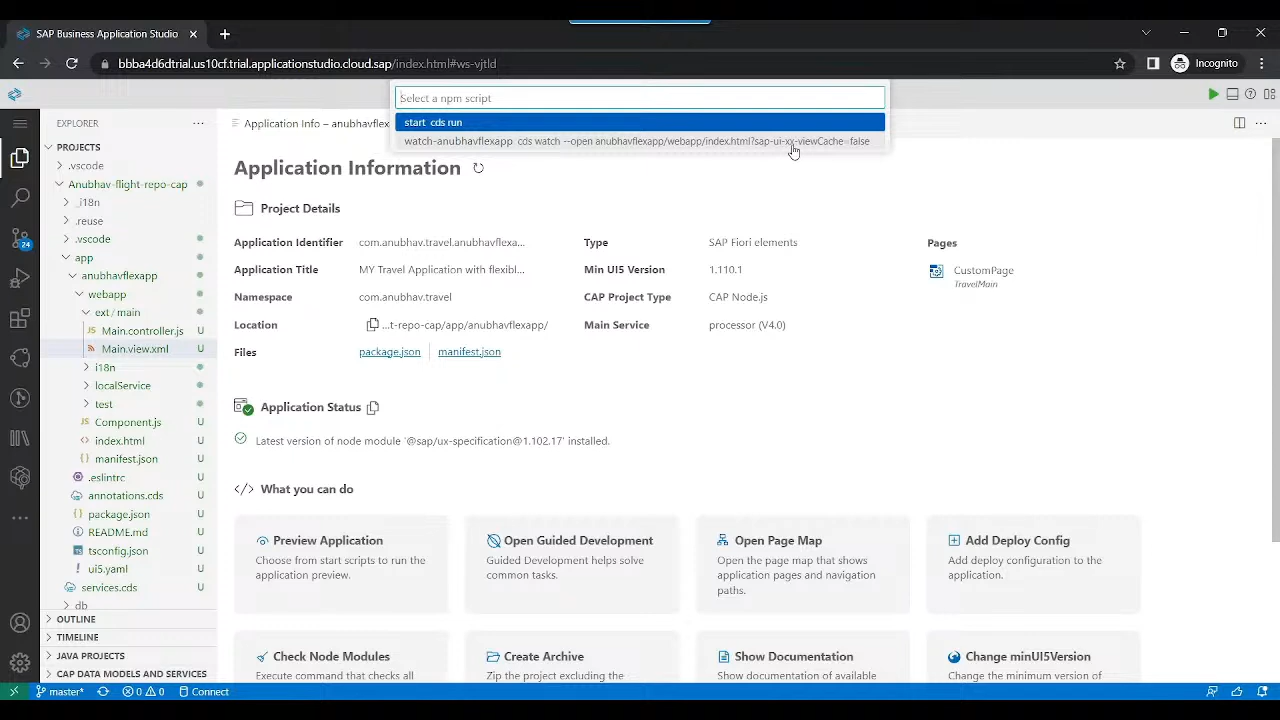 SAP Business Application Studio
bbba4d6dtrial.us10cf.trial.applicationstudio.cloud.sap/index.html#ws-vjtld
Incognito
Select a npm script
start cds run
watch-anubhavflexapp cds watch --open anubhavflexapp/webapp/index.html?sap-ui-xx-viewCache=false
EXPLORER
Application Info – anubhavflex
PROJECTS
.vscode
Anubhav-flight-repo-cap
_i18n
.reuse
.vscode
app
anubhavflexapp
webapp
ext / main
JS Main.controller.js U
Main.view.xml U
i18n
localService
test
JS Component.js U
index.html U
manifest.json U
.eslintrc U
annotations.cds U
package.json U
README.md U
tsconfig.json U
! ui5.yaml U
services.cds U
db
OUTLINE
TIMELINE
JAVA PROJECTS
CAP DATA MODELS AND SERVICES
24
Application Information
Project Details
Application Identifier com.anubhav.travel.anubhavflexa...
Application Title MY Travel Application with flexibl...
Namespace com.anubhav.travel
Location ...t-repo-cap/app/anubhavflexapp/
Files package.json manifest.json
Type SAP Fiori elements
Min UI5 Version 1.110.1
CAP Project Type CAP Node.js
Main Service processor (V4.0)
Pages
CustomPage
TravelMain
Application Status
Latest version of node module '@sap/ux-specification@1.102.17' installed.
</> What you can do
Preview Application
Choose from start scripts to run the
application preview.
Open Guided Development
Guided Development helps solve
common tasks.
Open Page Map
Open the page map that shows
application pages and navigation
paths.
Add Deploy Config
Add deploy configuration to the
application.
Check Node Modules
Execute command that checks all
Create Archive
Zip the project excluding the
Show Documentation
Show documentation of available
Change minUI5Version
Change the minimum version of
master*
0 0
Connect